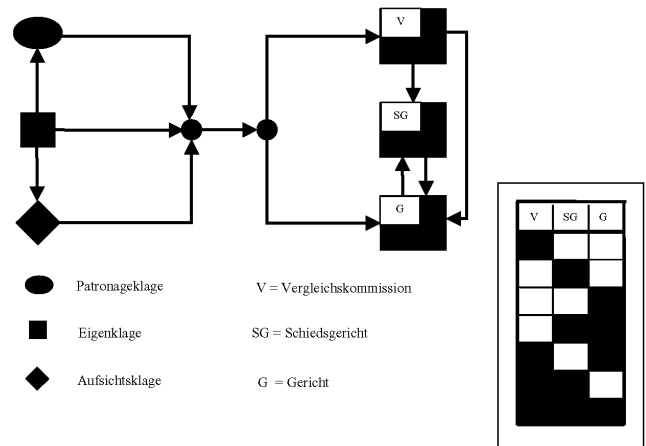 V
SG
G
V SG G
Patronageklage V = Vergleichskommission
Eigenklage SG = Schiedsgericht
Aufsichtsklage G = Gericht